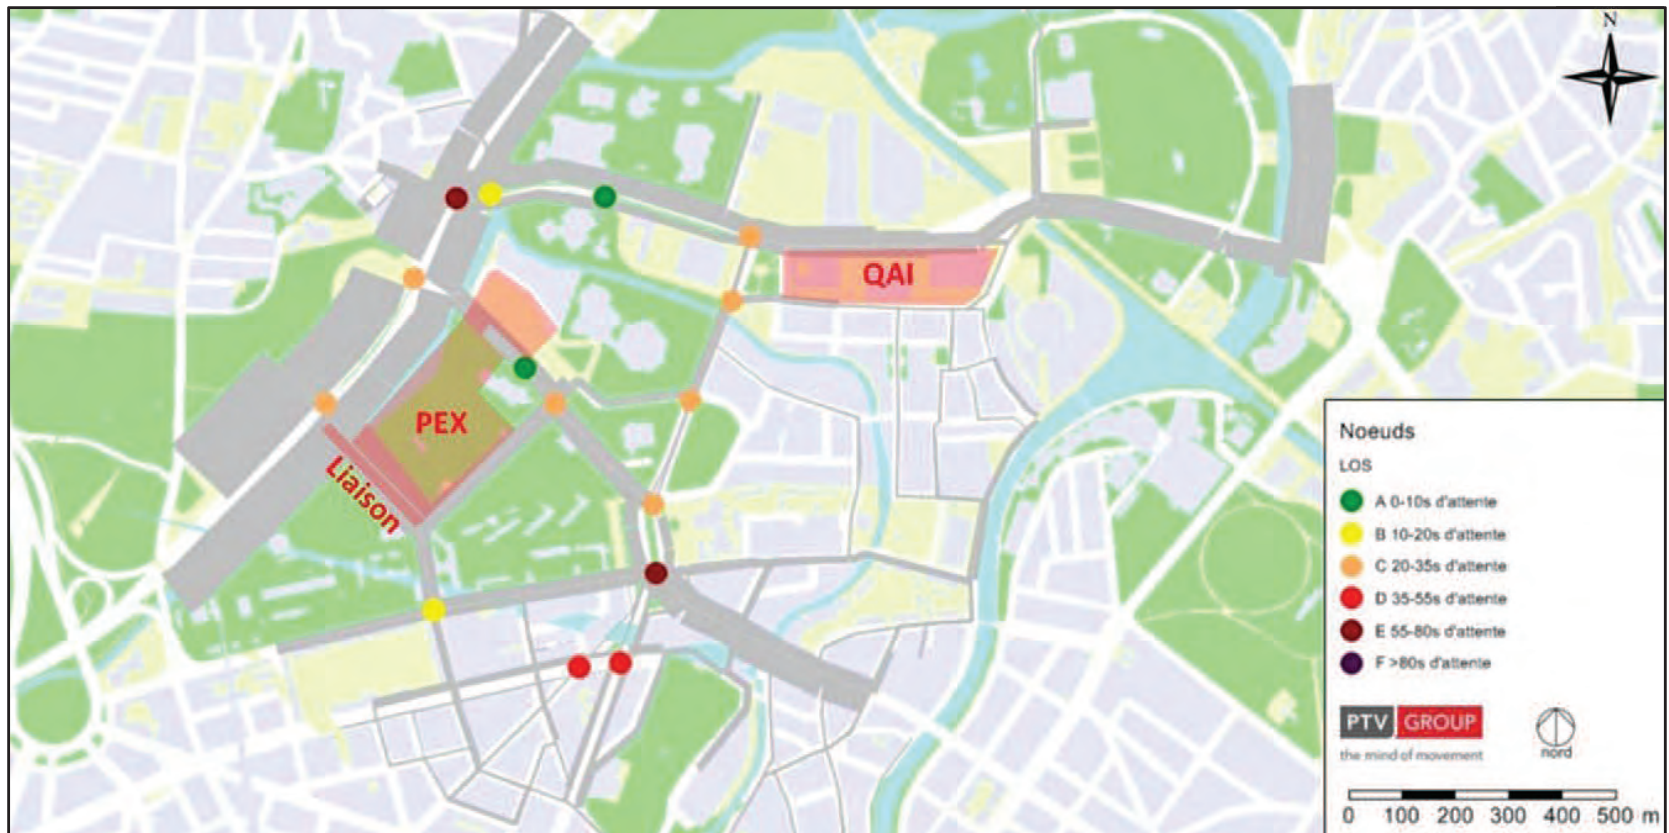 N
QAI
PEX
Liaison
Noeuds
LOS
A 0-10s d'attente
B 10-20s d'attente
C 20-35s d'attente
D 35-55s d'attente
E 55-80s d'attente
F >80s d'attente
PTV GROUP
the mind of movement
nord
0 100 200 300 400 500 m